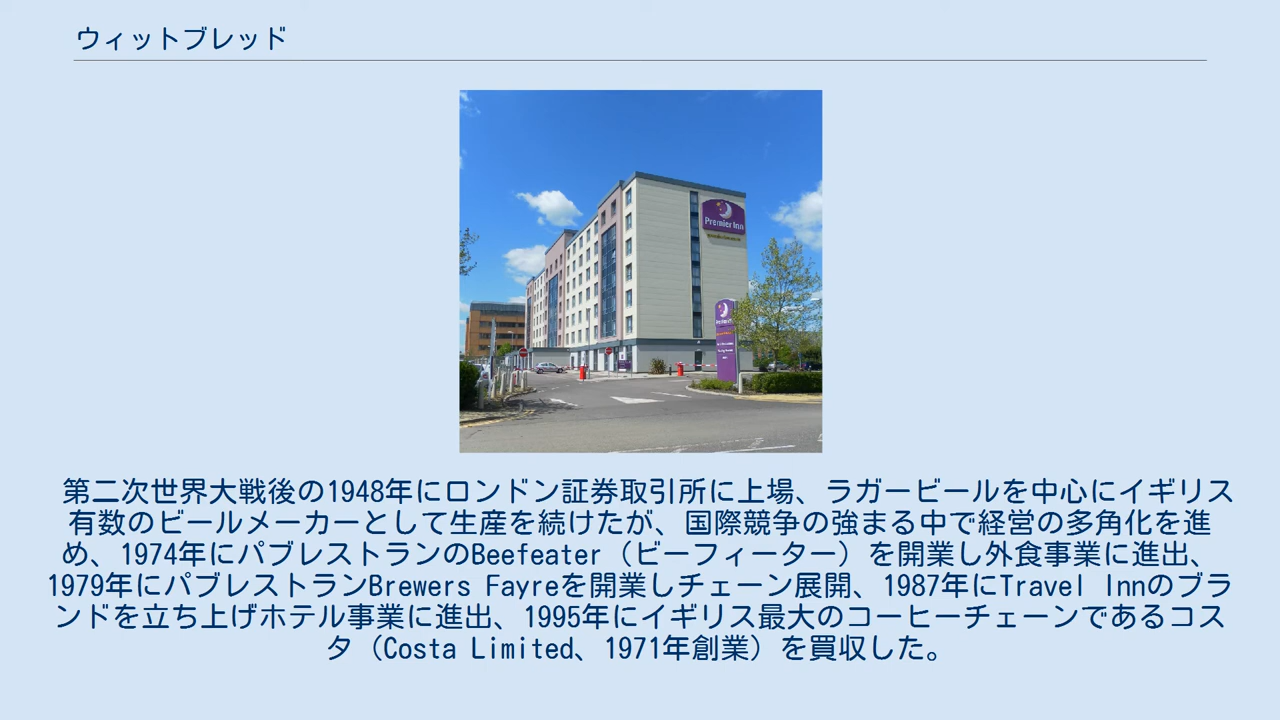 ウィットブレッド
Premier Inn
第二次世界大戦後の1948年にロンドン証券取引所に上場、ラガービールを中心にイギリス
有数のビールメーカーとして生産を続けたが、国際競争の強まる中で経営の多角化を進
め、1974年にパブレストランのBeefeater（ビーフィーター）を開業し外食事業に進出、
1979年にパブレストランBrewers Fayreを開業しチェーン展開、1987年にTravel Innのブラ
ンドを立ち上げホテル事業に進出、1995年にイギリス最大のコーヒーチェーンであるコス
タ（Costa Limited、1971年創業）を買収した。